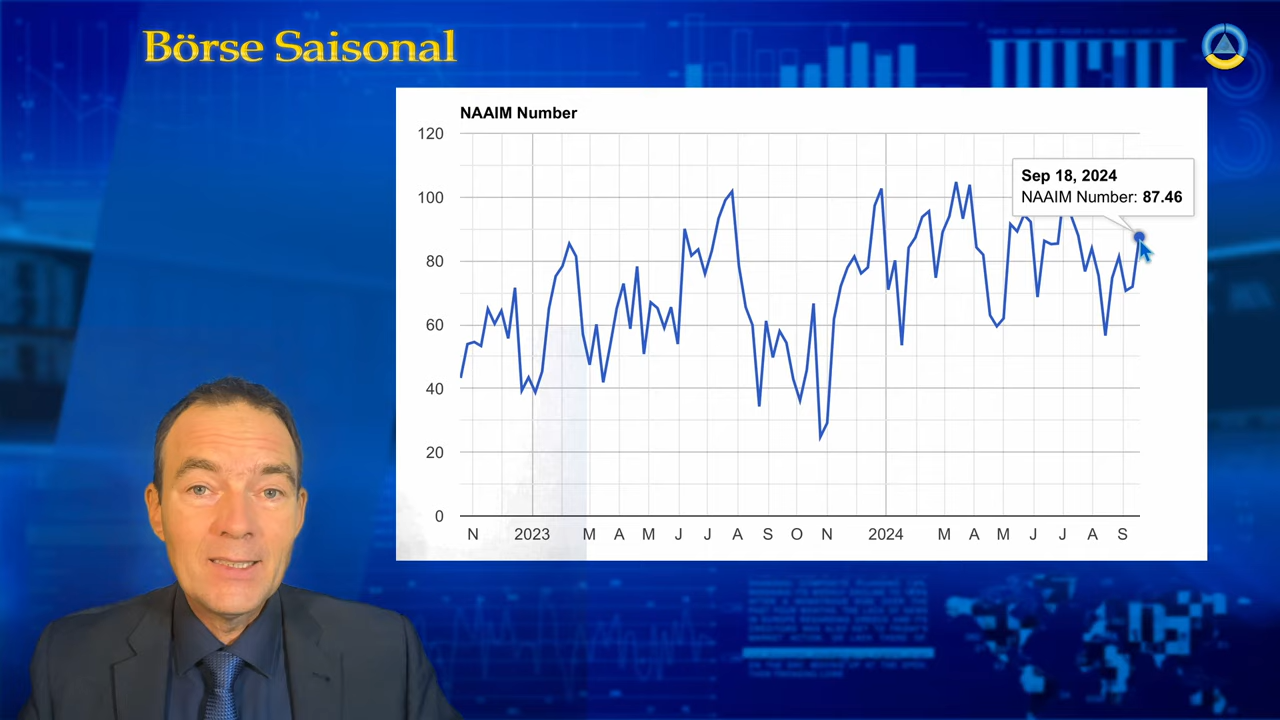 Börse Saisonal
NAAIM Number
120
100
80
60
40
20
0
Sep 18, 2024
NAAIM Number: 87.46
N 2023 M A M J J A S O N 2024 M A M J J A S